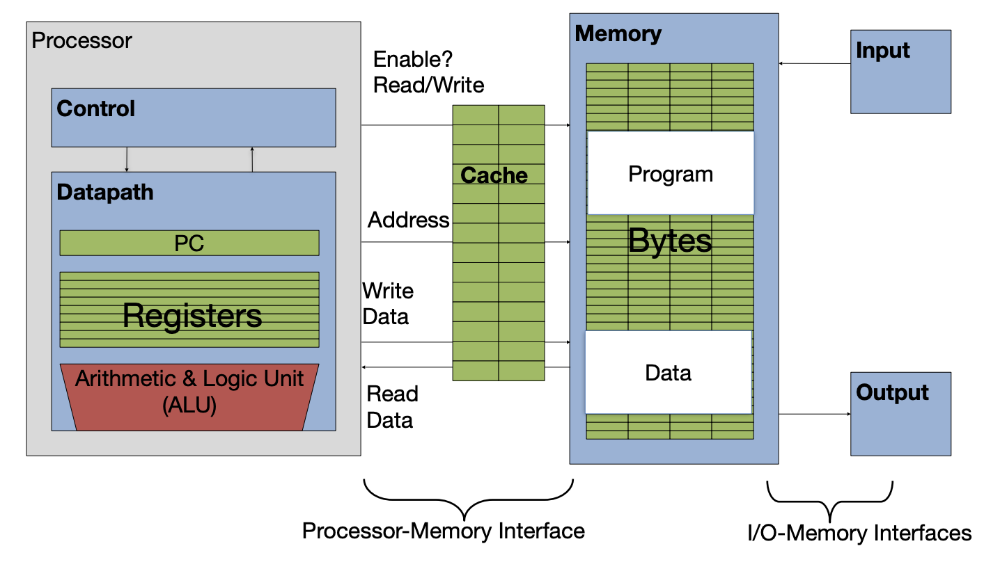 Processor
Control
Datapath
PC
Registers
Arithmetic & Logic Unit
(ALU)
Enable?
Read/Write
Cache
Address
Write
Data
Read
Data
Memory
Program
Bytes
Data
Input
Output
Processor-Memory Interface
I/O-Memory Interfaces